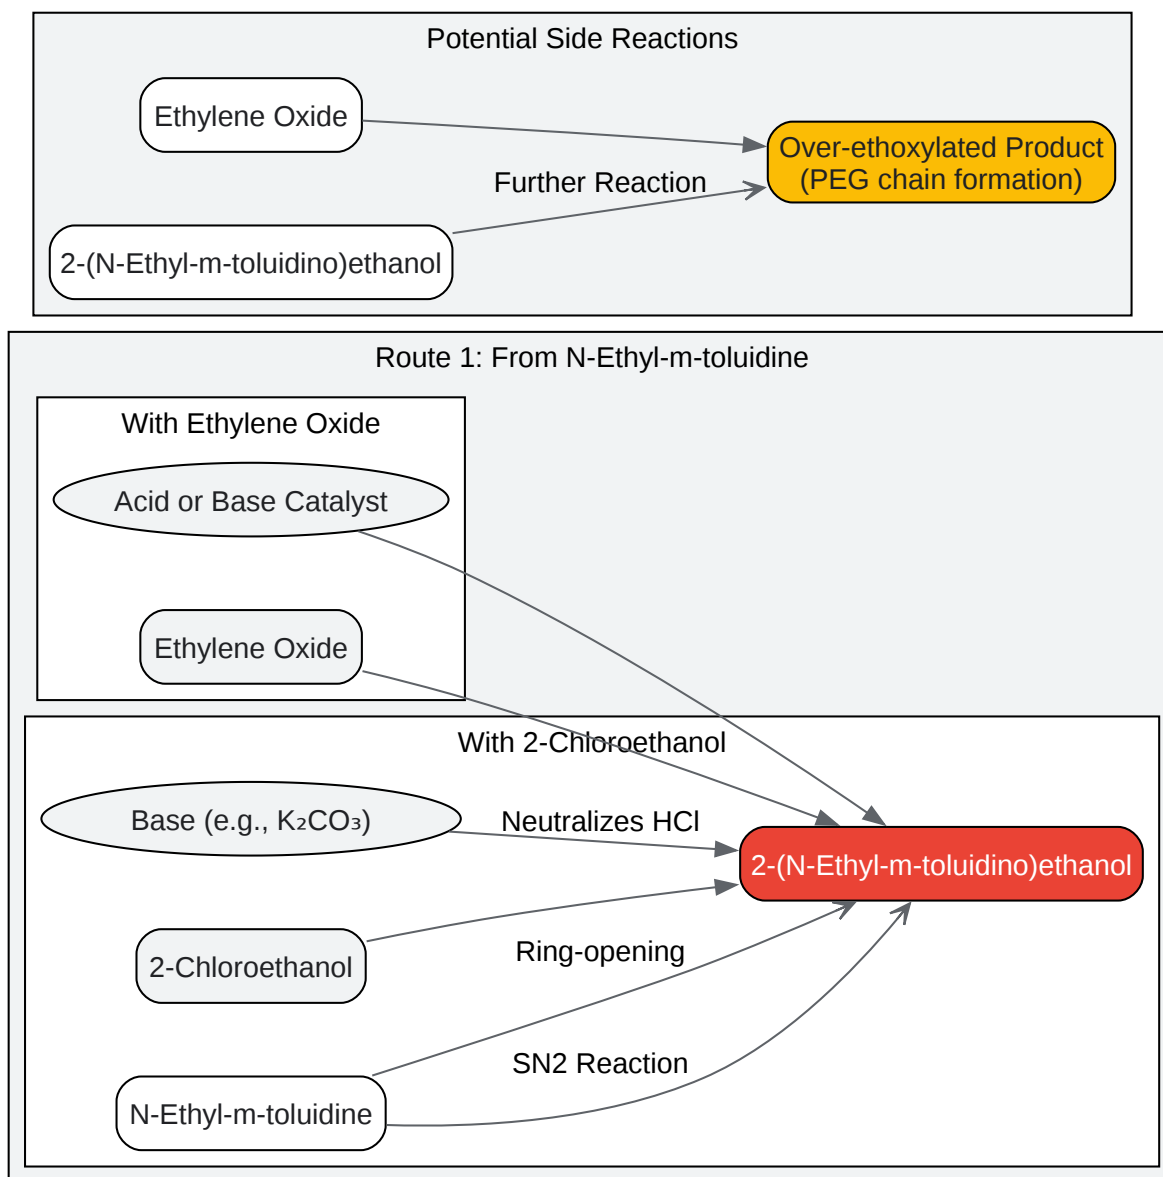 Potential Side Reactions
Ethylene Oxide
Over-ethoxylated Product
(PEG chain formation)
Further Reaction
2-(N-Ethyl-m-toluidino)ethanol
Route 1: From N-Ethyl-m-toluidine
With Ethylene Oxide
Acid or Base Catalyst
Ethylene Oxide
With 2-Chloroethanol
Base (e.g., K₂CO₃)
Neutralizes HCl
2-(N-Ethyl-m-toluidino)ethanol
2-Chloroethanol
Ring-opening
SN2 Reaction
N-Ethyl-m-toluidine